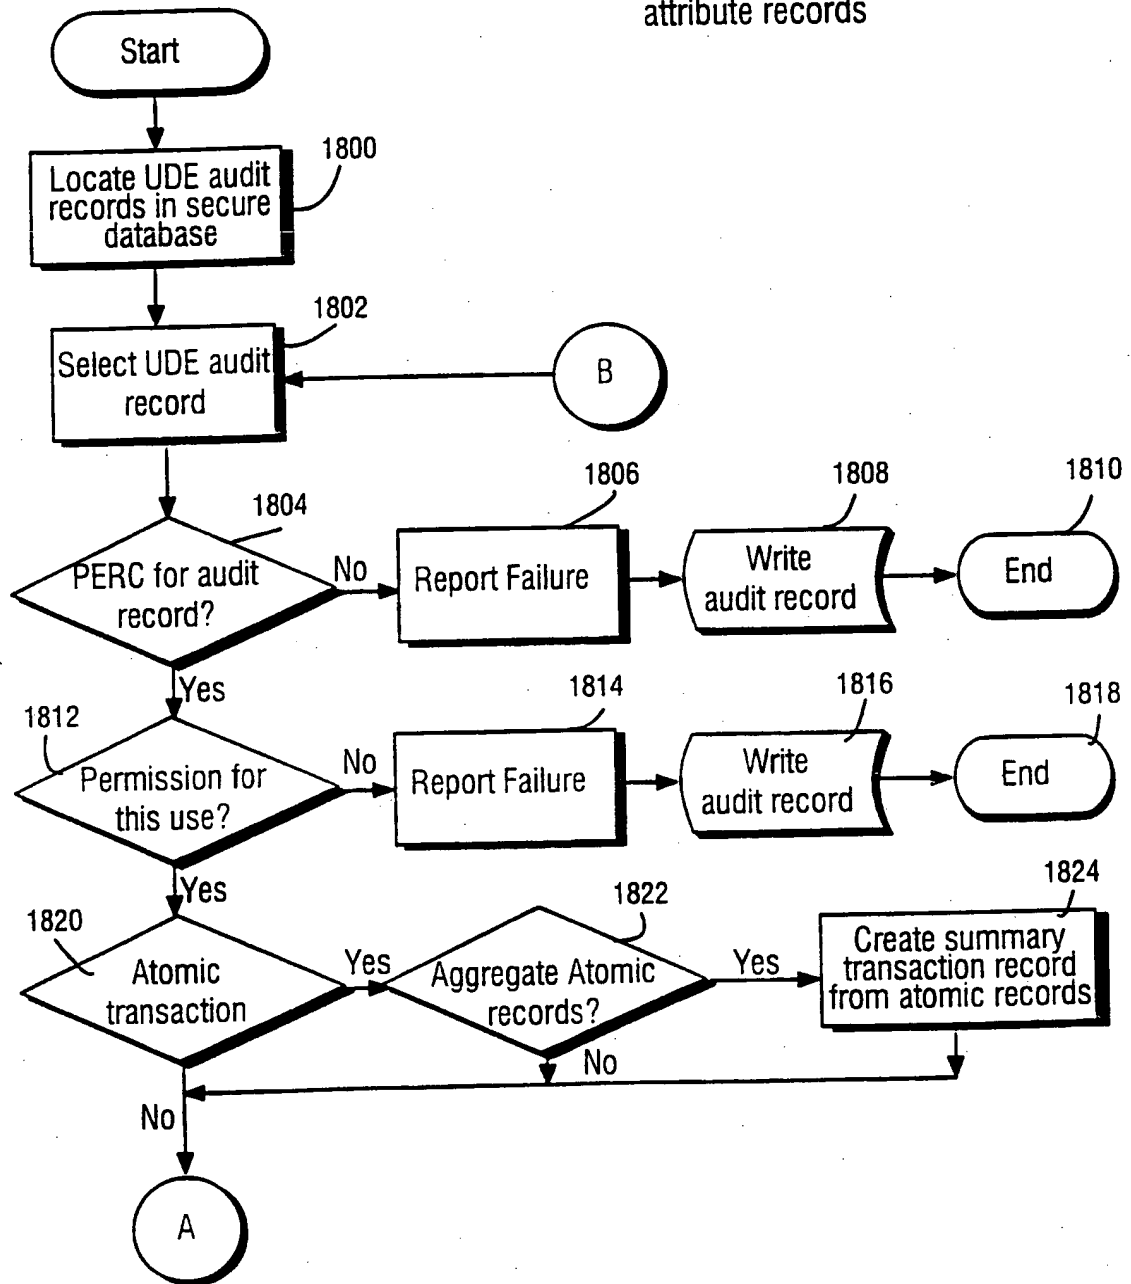 attribute records
Start
1800
Locate UDE audit
records in secure
database
1802
Select UDE audit
record
B
1804
1806
1808
1810
PERC for audit
record?
No
Report Failure
Write
audit record
End
Yes
1812
1814
1816
1818
Permission for
this use?
No
Report Failure
Write
audit record
End
Yes
1820
1822
1824
Atomic
transaction
Yes
Aggregate Atomic
records?
Yes
Create summary
transaction record
from atomic records
No
No
A